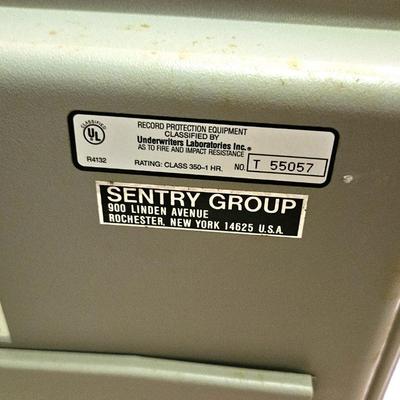 CLASSIFIED
UL
R4132
RECORD PROTECTION EQUIPMENT
CLASSIFIED BY
Underwriters Laboratories Inc.®
AS TO FIRE AND IMPACT RESISTANCE
RATING: CLASS 350-1 HR. NO. T 55057
SENTRY GROUP
900 LINDEN AVENUE
ROCHESTER, NEW YORK 14625 U.S.A.